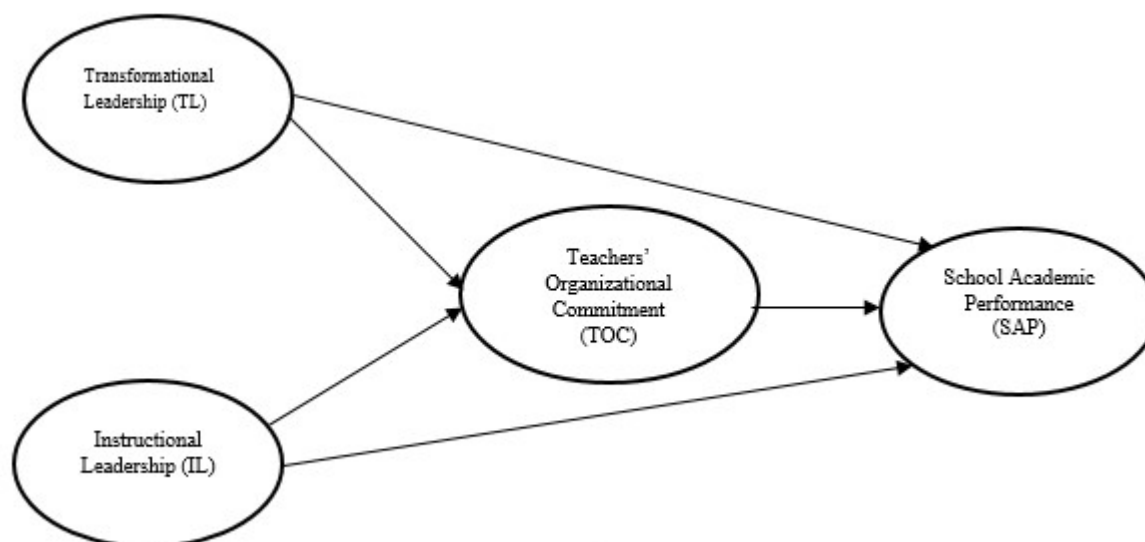 Transformational
Leadership (TL)
Teachers’
Organizational
Commitment
(TOC)
School Academic
Performance
(SAP)
Instructional
Leadership (IL)